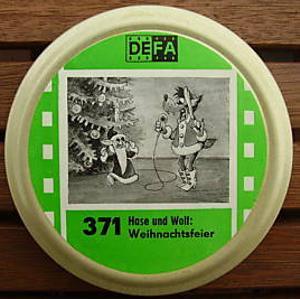 DEFA
371 Hase und Wolf:
Weihnachtsfeier